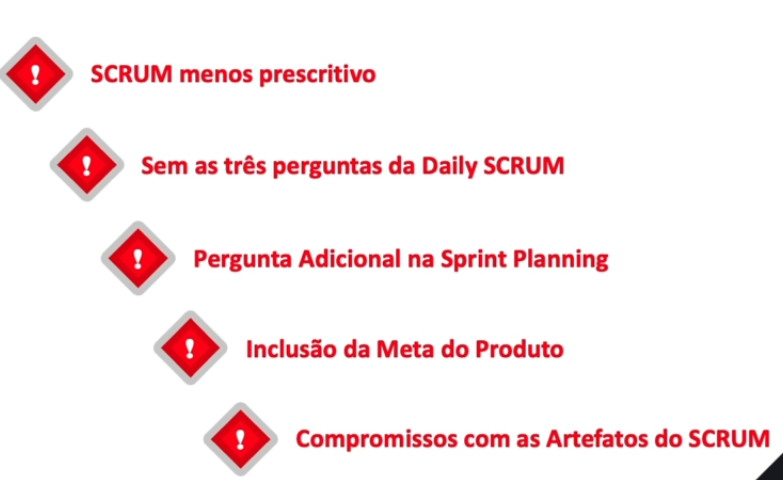 SCRUM menos prescritivo
Sem as três perguntas da Daily SCRUM
Pergunta Adicional na Sprint Planning
Inclusão da Meta do Produto
Compromissos com as Artefatos do SCRUM